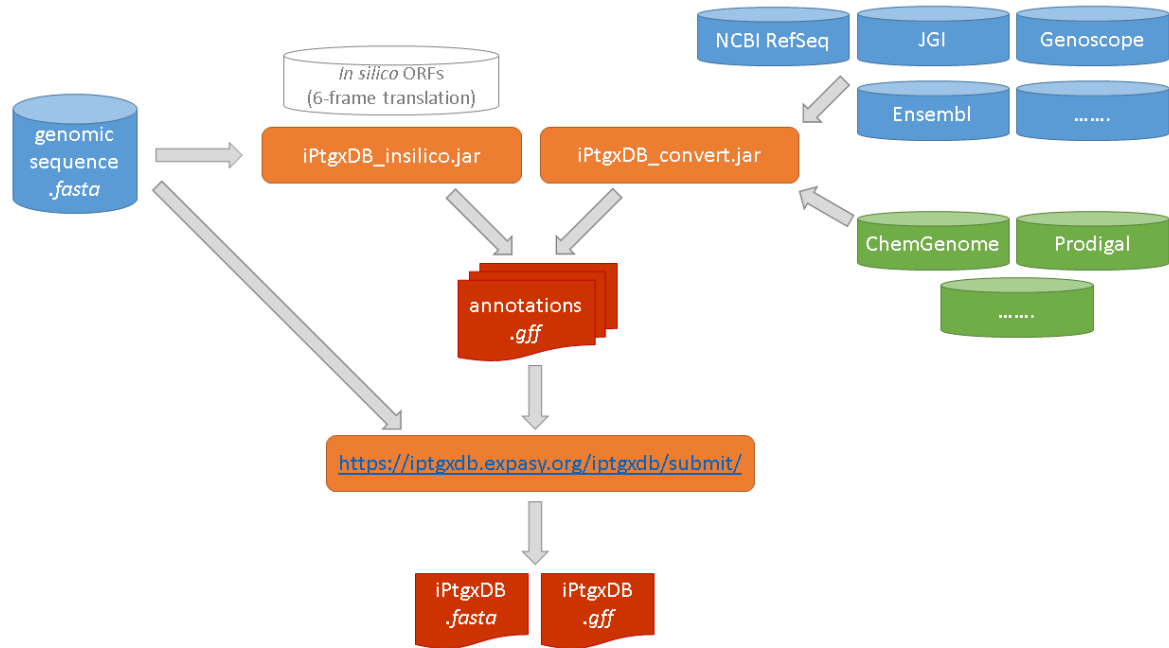 NCBI RefSeq
JGI
Genoscope
In silico ORFs
(6-frame translation)
Ensembl
…….
genomic
sequence
.fasta
iPtgxDB_insilico.jar
iPtgxDB_convert.jar
ChemGenome
Prodigal
…….
annotations
.gff
https://iptgxdb.expasy.org/iptgxdb/submit/
iPtgxDB
.fasta
iPtgxDB
.gff